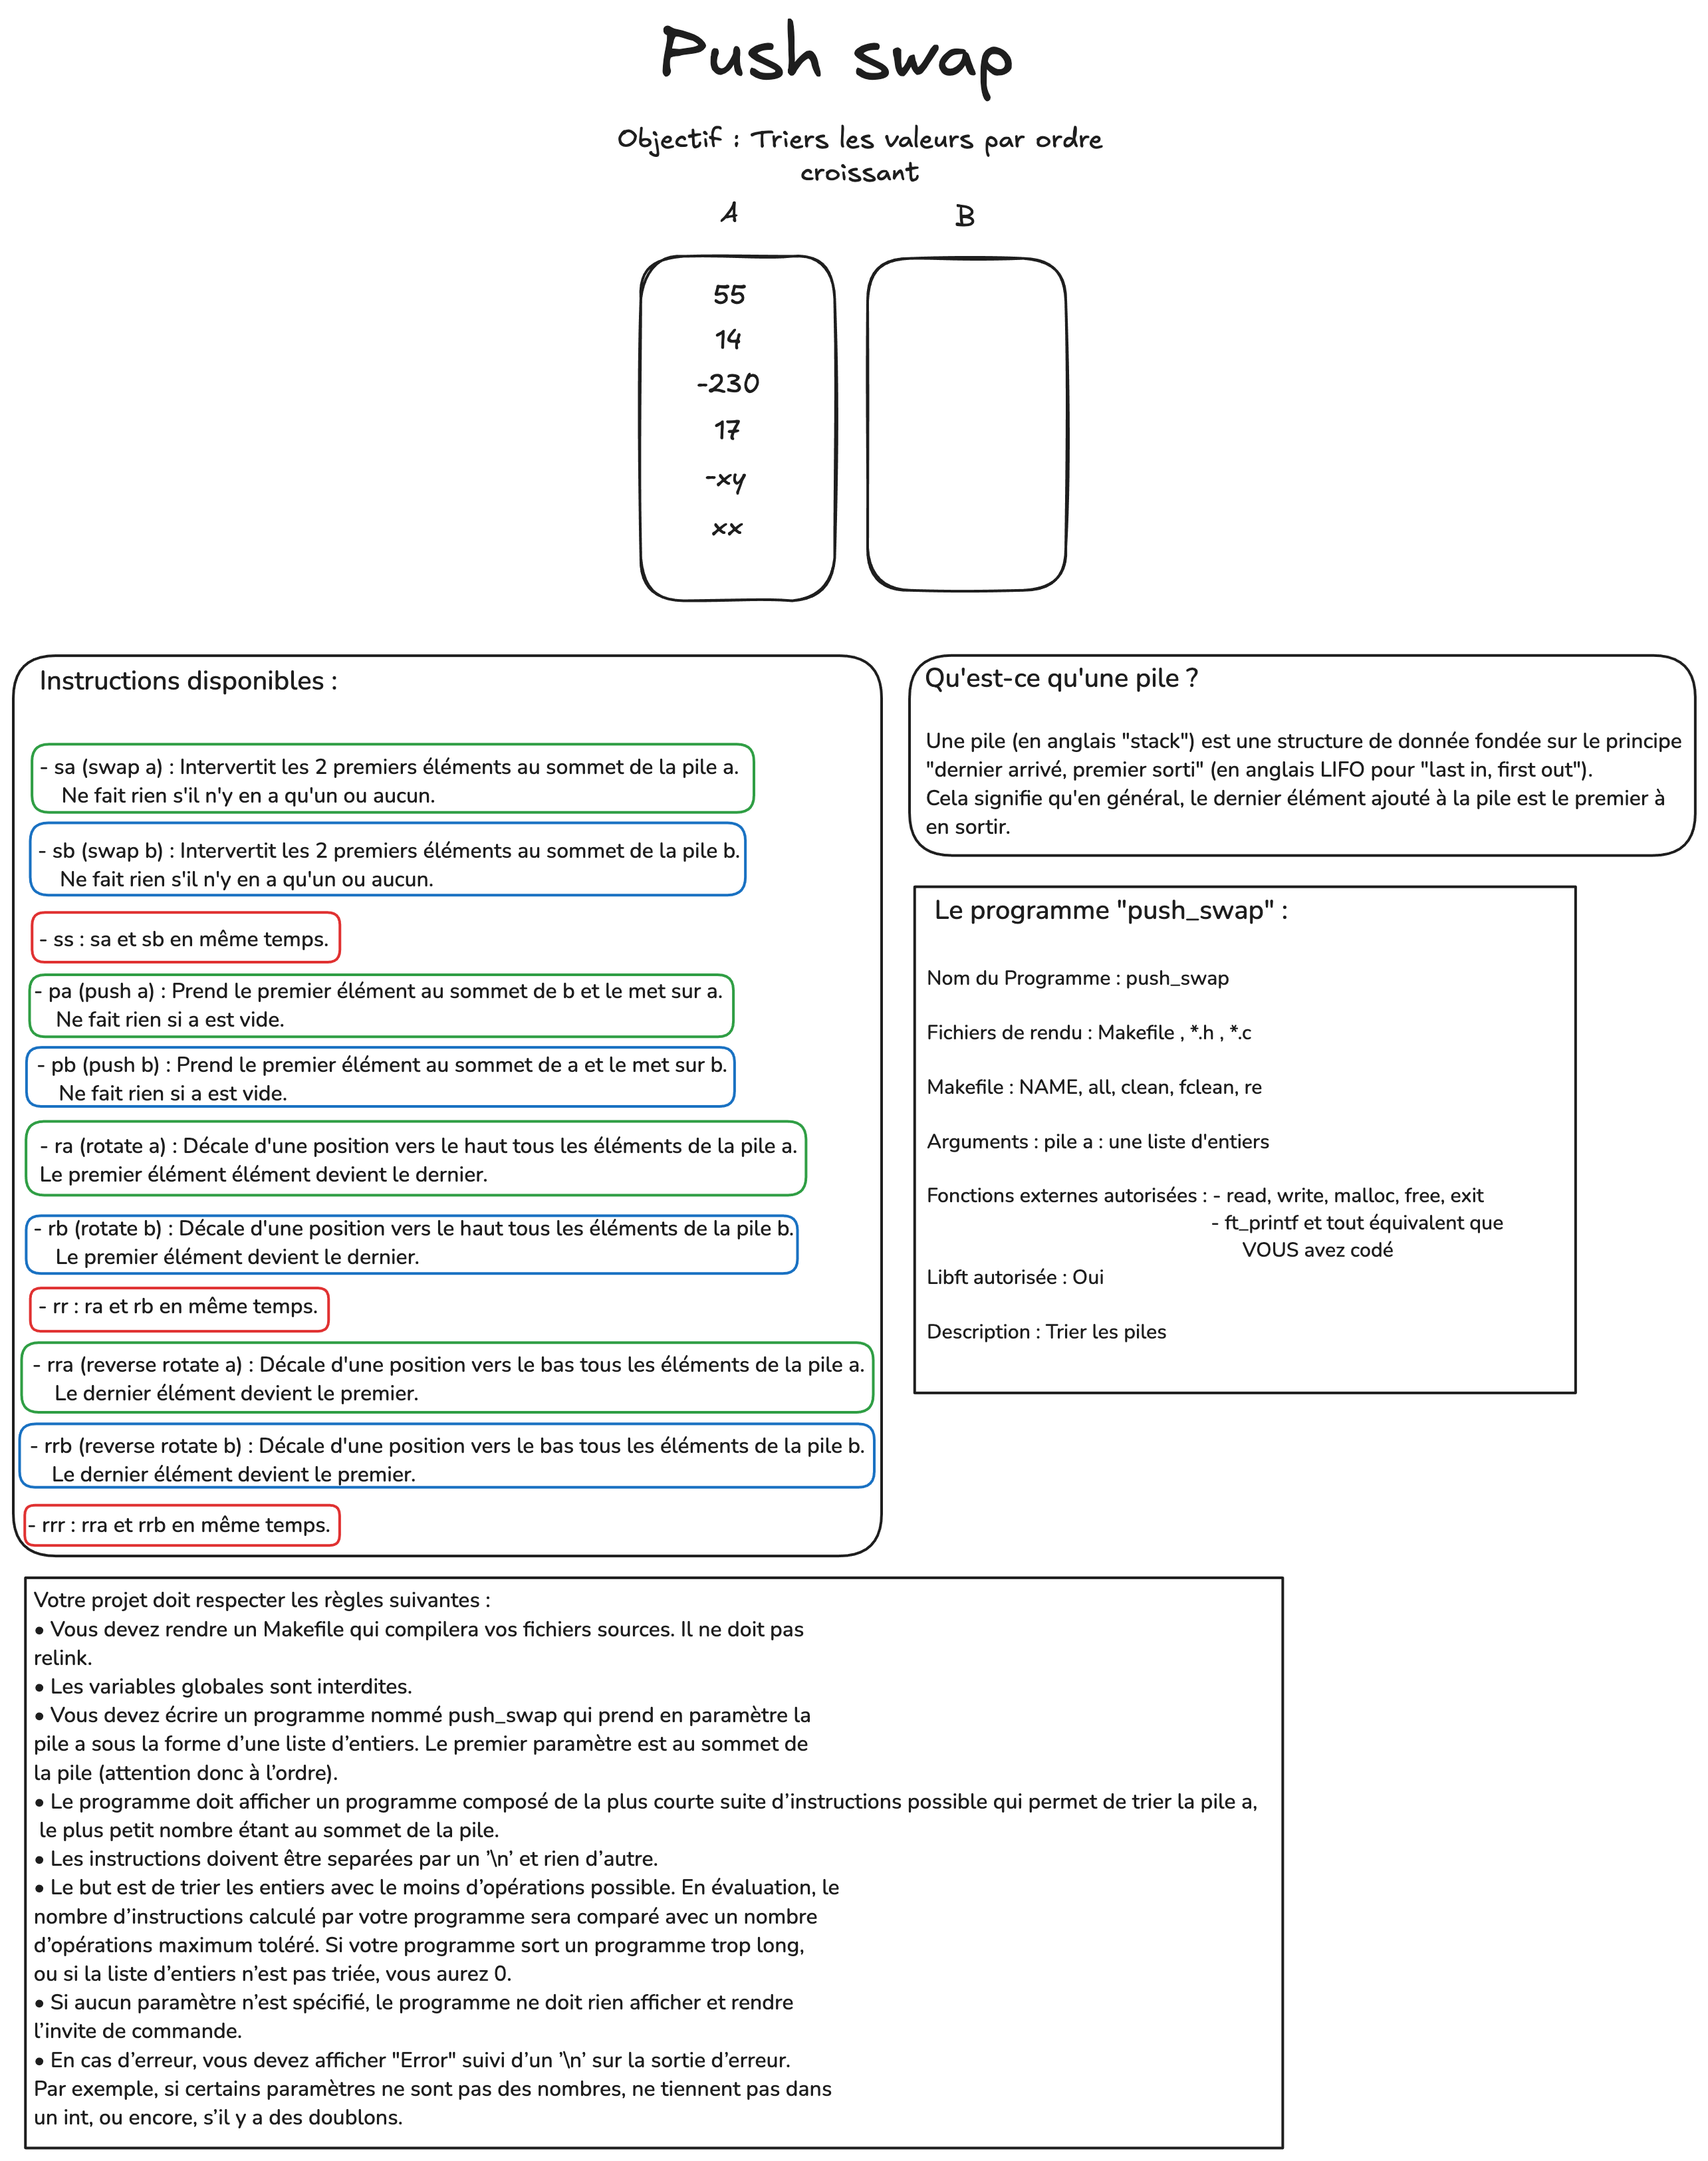 Push swap
Objectif : Triers les valeurs par ordre
croissant
A
B
55
14
-230
17
-xy
xx
Instructions disponibles :
- sa (swap a) : Intervertit les 2 premiers éléments au sommet de la pile a.
Ne fait rien s'il n'y en a qu'un ou aucun.
- sb (swap b) : Intervertit les 2 premiers éléments au sommet de la pile b.
Ne fait rien s'il n'y en a qu'un ou aucun.
- ss : sa et sb en même temps.
- pa (push a) : Prend le premier élément au sommet de b et le met sur a.
Ne fait rien si a est vide.
- pb (push b) : Prend le premier élément au sommet de a et le met sur b.
Ne fait rien si a est vide.
- ra (rotate a) : Décale d'une position vers le haut tous les éléments de la pile a.
Le premier élément élément devient le dernier.
- rb (rotate b) : Décale d'une position vers le haut tous les éléments de la pile b.
Le premier élément devient le dernier.
- rr : ra et rb en même temps.
- rra (reverse rotate a) : Décale d'une position vers le bas tous les éléments de la pile a.
Le dernier élément devient le premier.
- rrb (reverse rotate b) : Décale d'une position vers le bas tous les éléments de la pile b.
Le dernier élément devient le premier.
- rrr : rra et rrb en même temps.
Qu'est-ce qu'une pile ?
Une pile (en anglais "stack") est une structure de donnée fondée sur le principe
"dernier arrivé, premier sorti" (en anglais LIFO pour "last in, first out").
Cela signifie qu'en général, le dernier élément ajouté à la pile est le premier à
en sortir.
Le programme "push_swap" :
Nom du Programme : push_swap
Fichiers de rendu : Makefile , *.h , *.c
Makefile : NAME, all, clean, fclean, re
Arguments : pile a : une liste d'entiers
Fonctions externes autorisées : - read, write, malloc, free, exit
- ft_printf et tout équivalent que
VOUS avez codé
Libft autorisée : Oui
Description : Trier les piles
Votre projet doit respecter les règles suivantes :
• Vous devez rendre un Makefile qui compilera vos fichiers sources. Il ne doit pas
relink.
• Les variables globales sont interdites.
• Vous devez écrire un programme nommé push_swap qui prend en paramètre la
pile a sous la forme d’une liste d’entiers. Le premier paramètre est au sommet de
la pile (attention donc à l’ordre).
• Le programme doit afficher un programme composé de la plus courte suite d’instructions possible qui permet de trier la pile a,
le plus petit nombre étant au sommet de la pile.
• Les instructions doivent être separées par un ’\n’ et rien d’autre.
• Le but est de trier les entiers avec le moins d’opérations possible. En évaluation, le
nombre d’instructions calculé par votre programme sera comparé avec un nombre
d’opérations maximum toléré. Si votre programme sort un programme trop long,
ou si la liste d’entiers n’est pas triée, vous aurez 0.
• Si aucun paramètre n’est spécifié, le programme ne doit rien afficher et rendre
l’invite de commande.
• En cas d’erreur, vous devez afficher "Error" suivi d’un ’\n’ sur la sortie d’erreur.
Par exemple, si certains paramètres ne sont pas des nombres, ne tiennent pas dans
un int, ou encore, s’il y a des doublons.